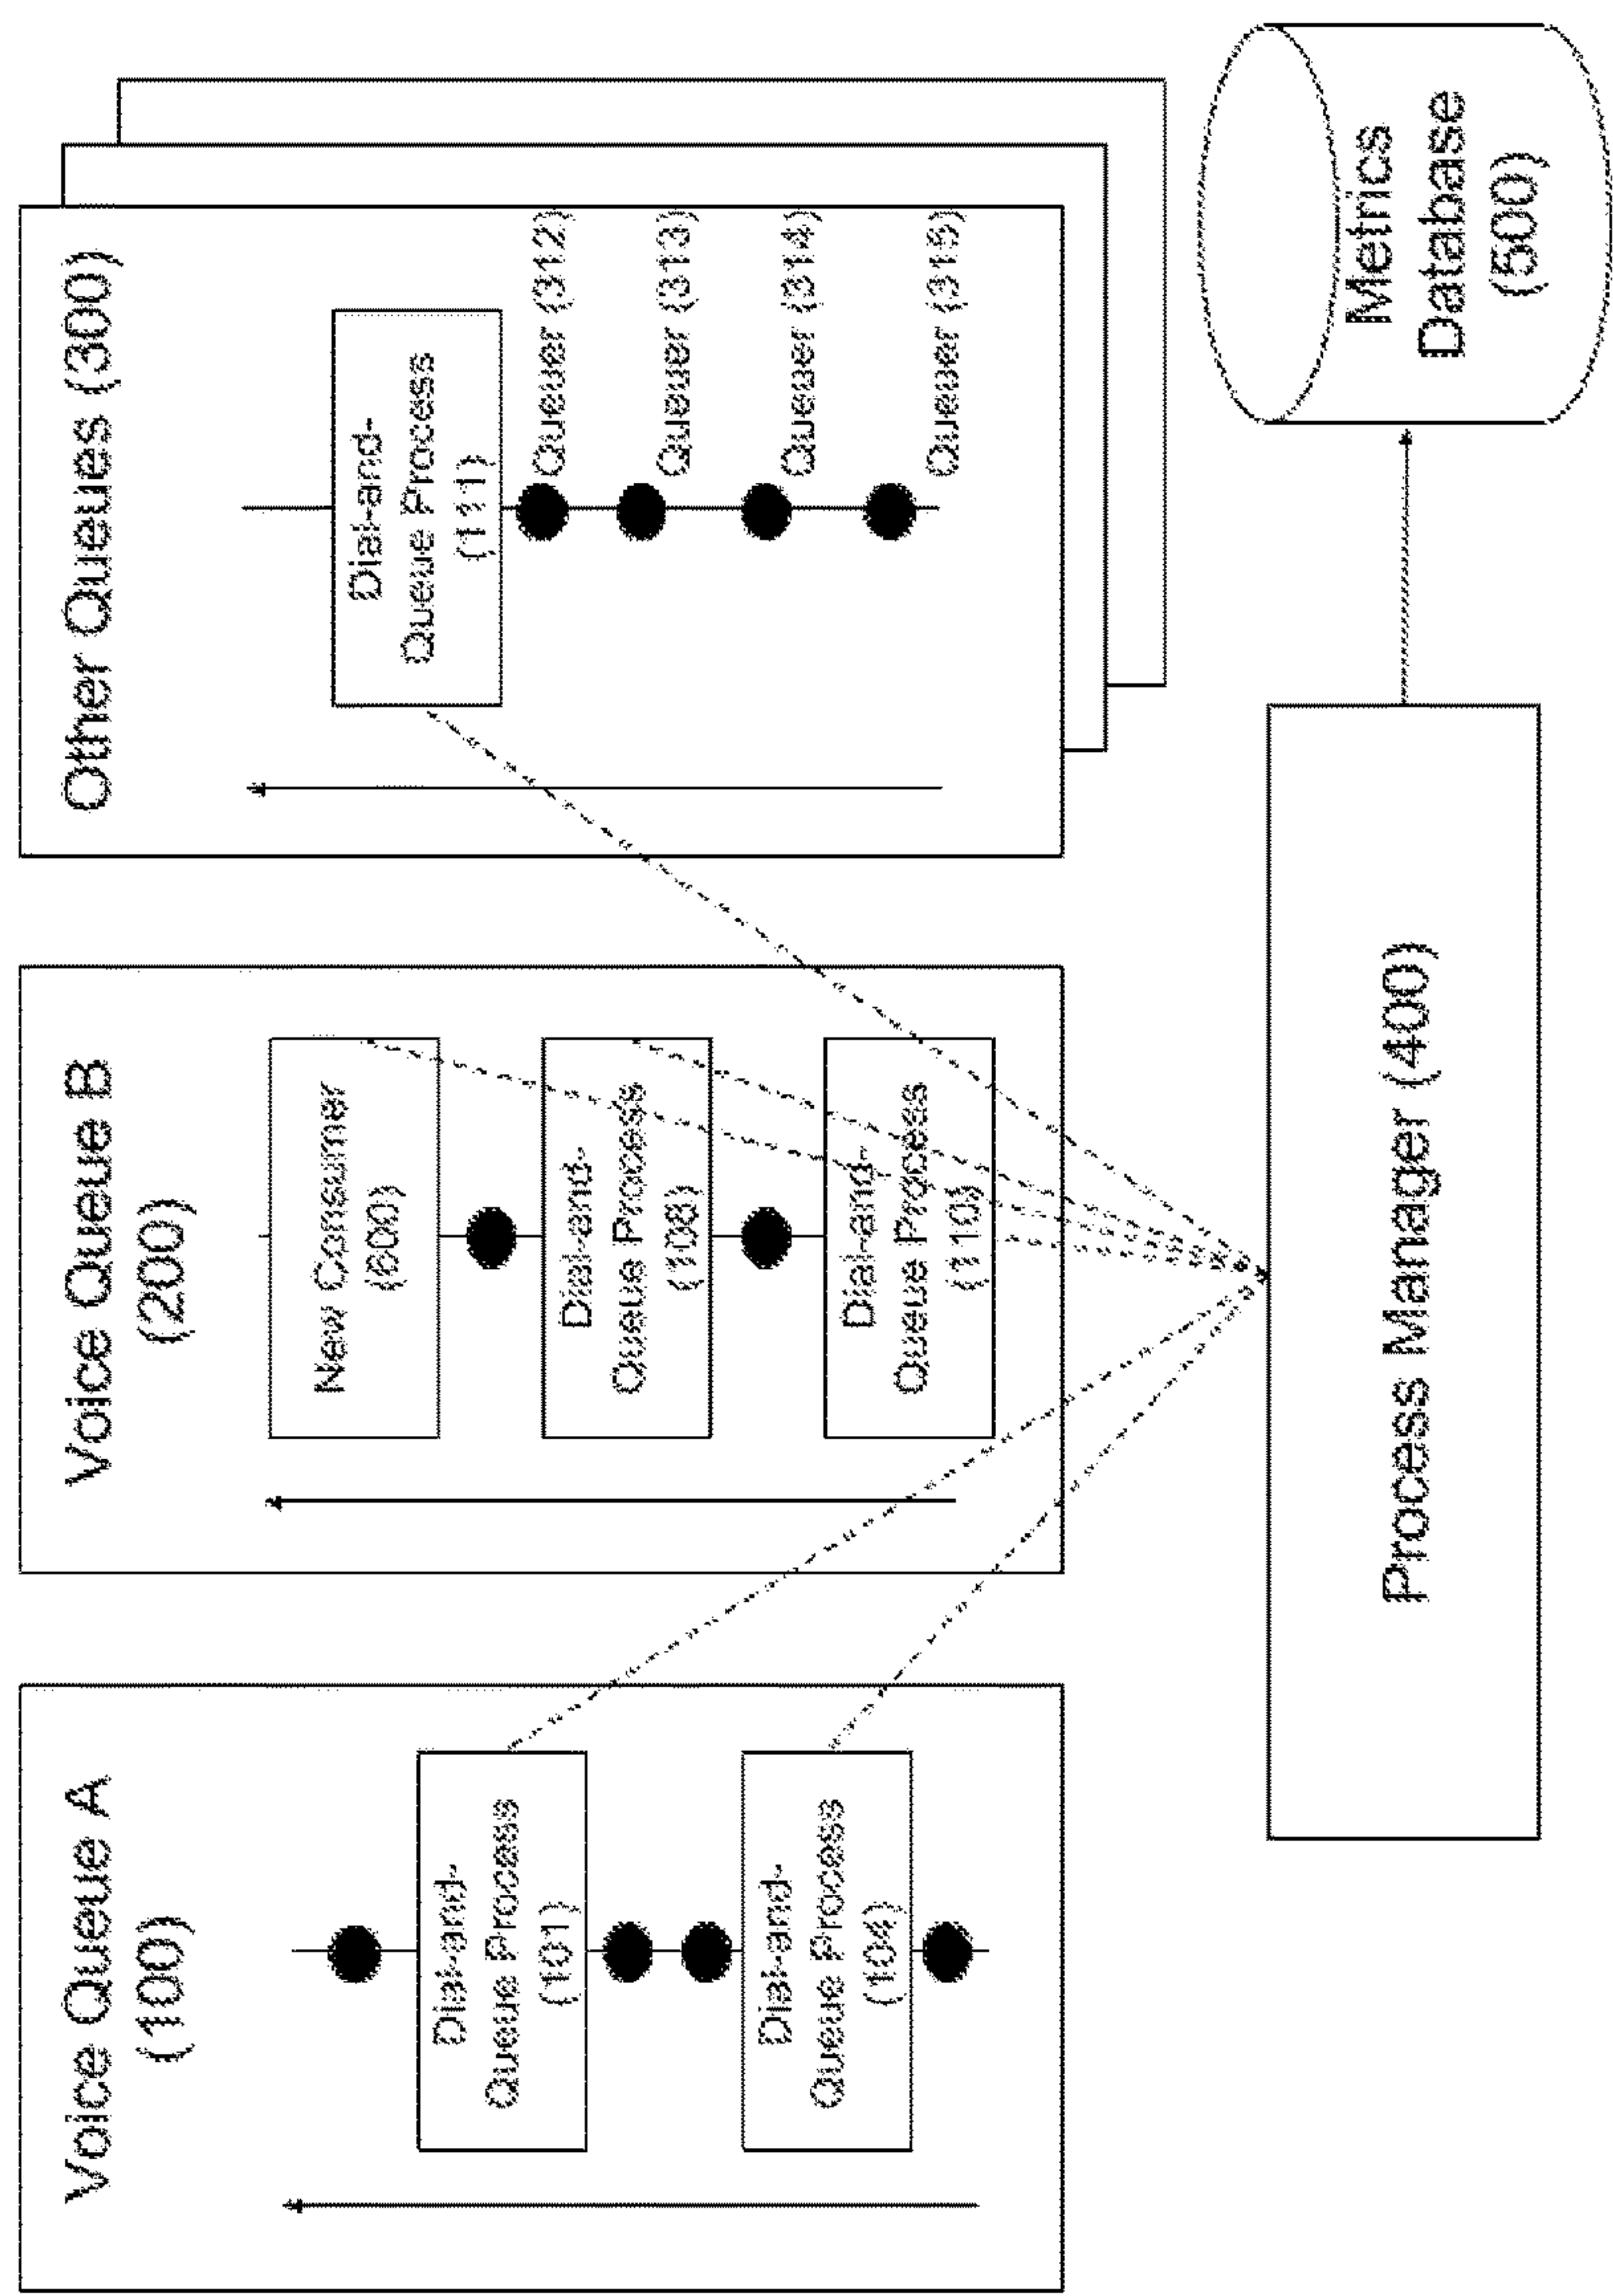 Voice Queue A
(100)
Dial-and-
Queue Process
(101)
Dial-and-
Queue Process
(104)
Voice Queue B
(200)
New Consumer
(600)
Dial-and-
Queue Process
(108)
Dial-and-
Queue Process
(110)
Other Queues (300)
Dial-and-
Queue Process
(111)
Queuer (312)
Queuer (313)
Queuer (314)
Queuer (315)
Process Manager (400)
Metrics
Database
(500)